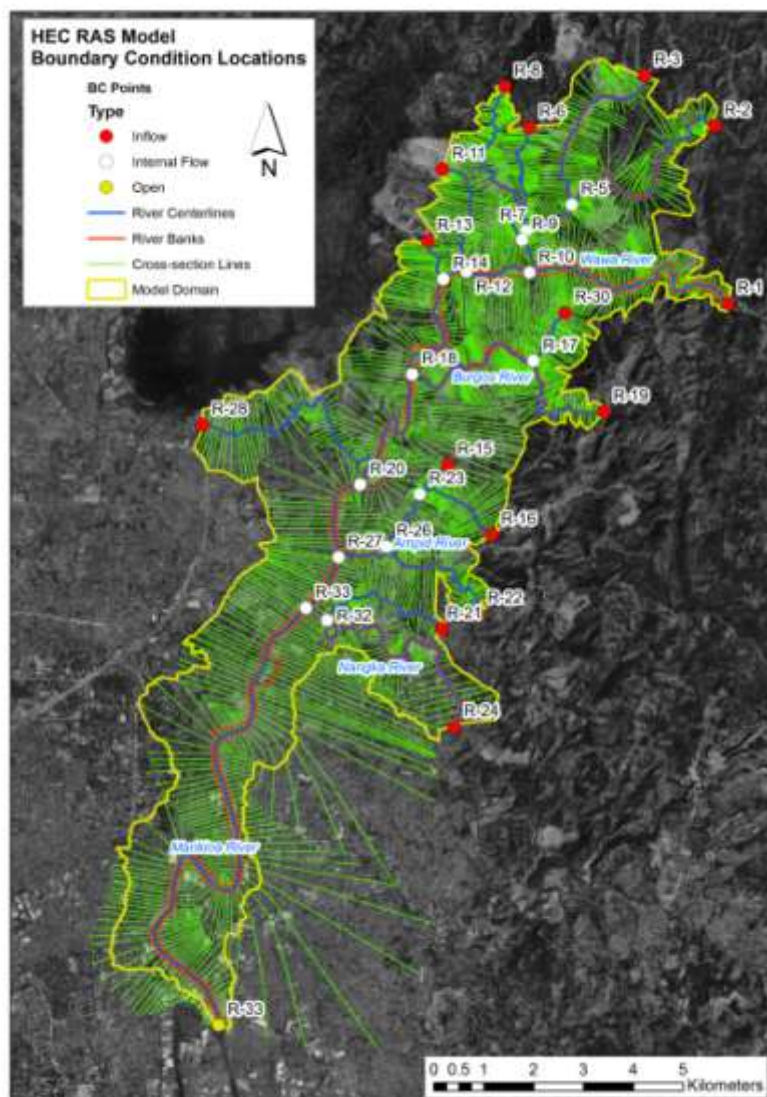 HEC RAS Model
Boundary Condition Locations
BC Points
Type
Inflow
Internal Flow
Open
River Centerlines
River Banks
Cross-section Lines
Model Domain
N
R-3
R-8
R-6
R-2
R-11
R-5
R-7
R-9
R-13
R-14
R-10
Wawa River
R-12
R-30
R-1
R-17
R-18
Burgos River
R-28
R-19
R-15
R-20
R-23
R-16
R-26
R-27
Ampid River
R-22
R-33
R-32
R-21
Nangka River
R-24
Marikina River
R-33
0 0.5 1 2 3 4 5
Kilometers